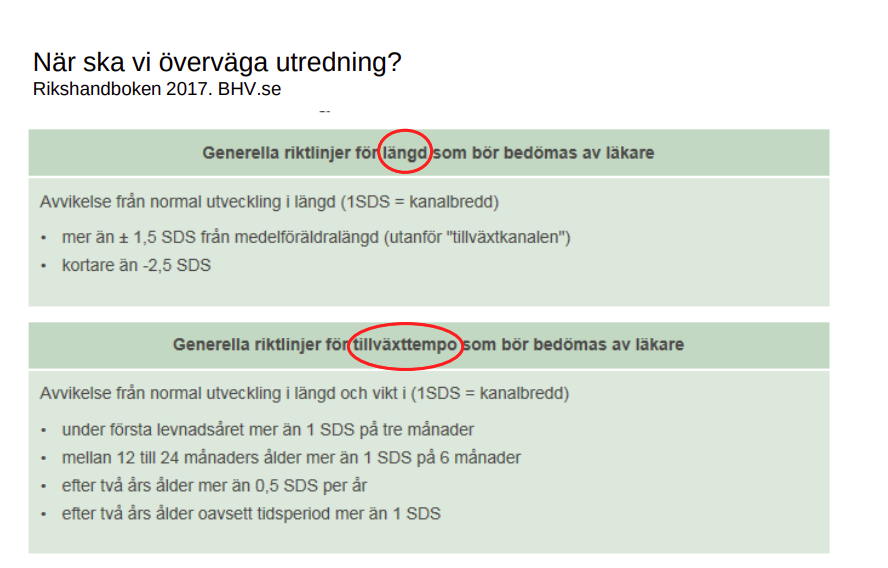 När ska vi överväga utredning?
Rikshandboken 2017. BHV.se
Generella riktlinjer för längd som bör bedömas av läkare
Avvikelse från normal utveckling i längd (1SDS = kanalbredd)
• mer än ± 1,5 SDS från medelföräldralängd (utanför "tillväxtkanalen")
• kortare än -2,5 SDS
Generella riktlinjer för tillväxttempo som bör bedömas av läkare
Avvikelse från normal utveckling i längd och vikt i (1SDS = kanalbredd)
• under första levnadsåret mer än 1 SDS på tre månader
• mellan 12 till 24 månaders ålder mer än 1 SDS på 6 månader
• efter två års ålder mer än 0,5 SDS per år
• efter två års ålder oavsett tidsperiod mer än 1 SDS